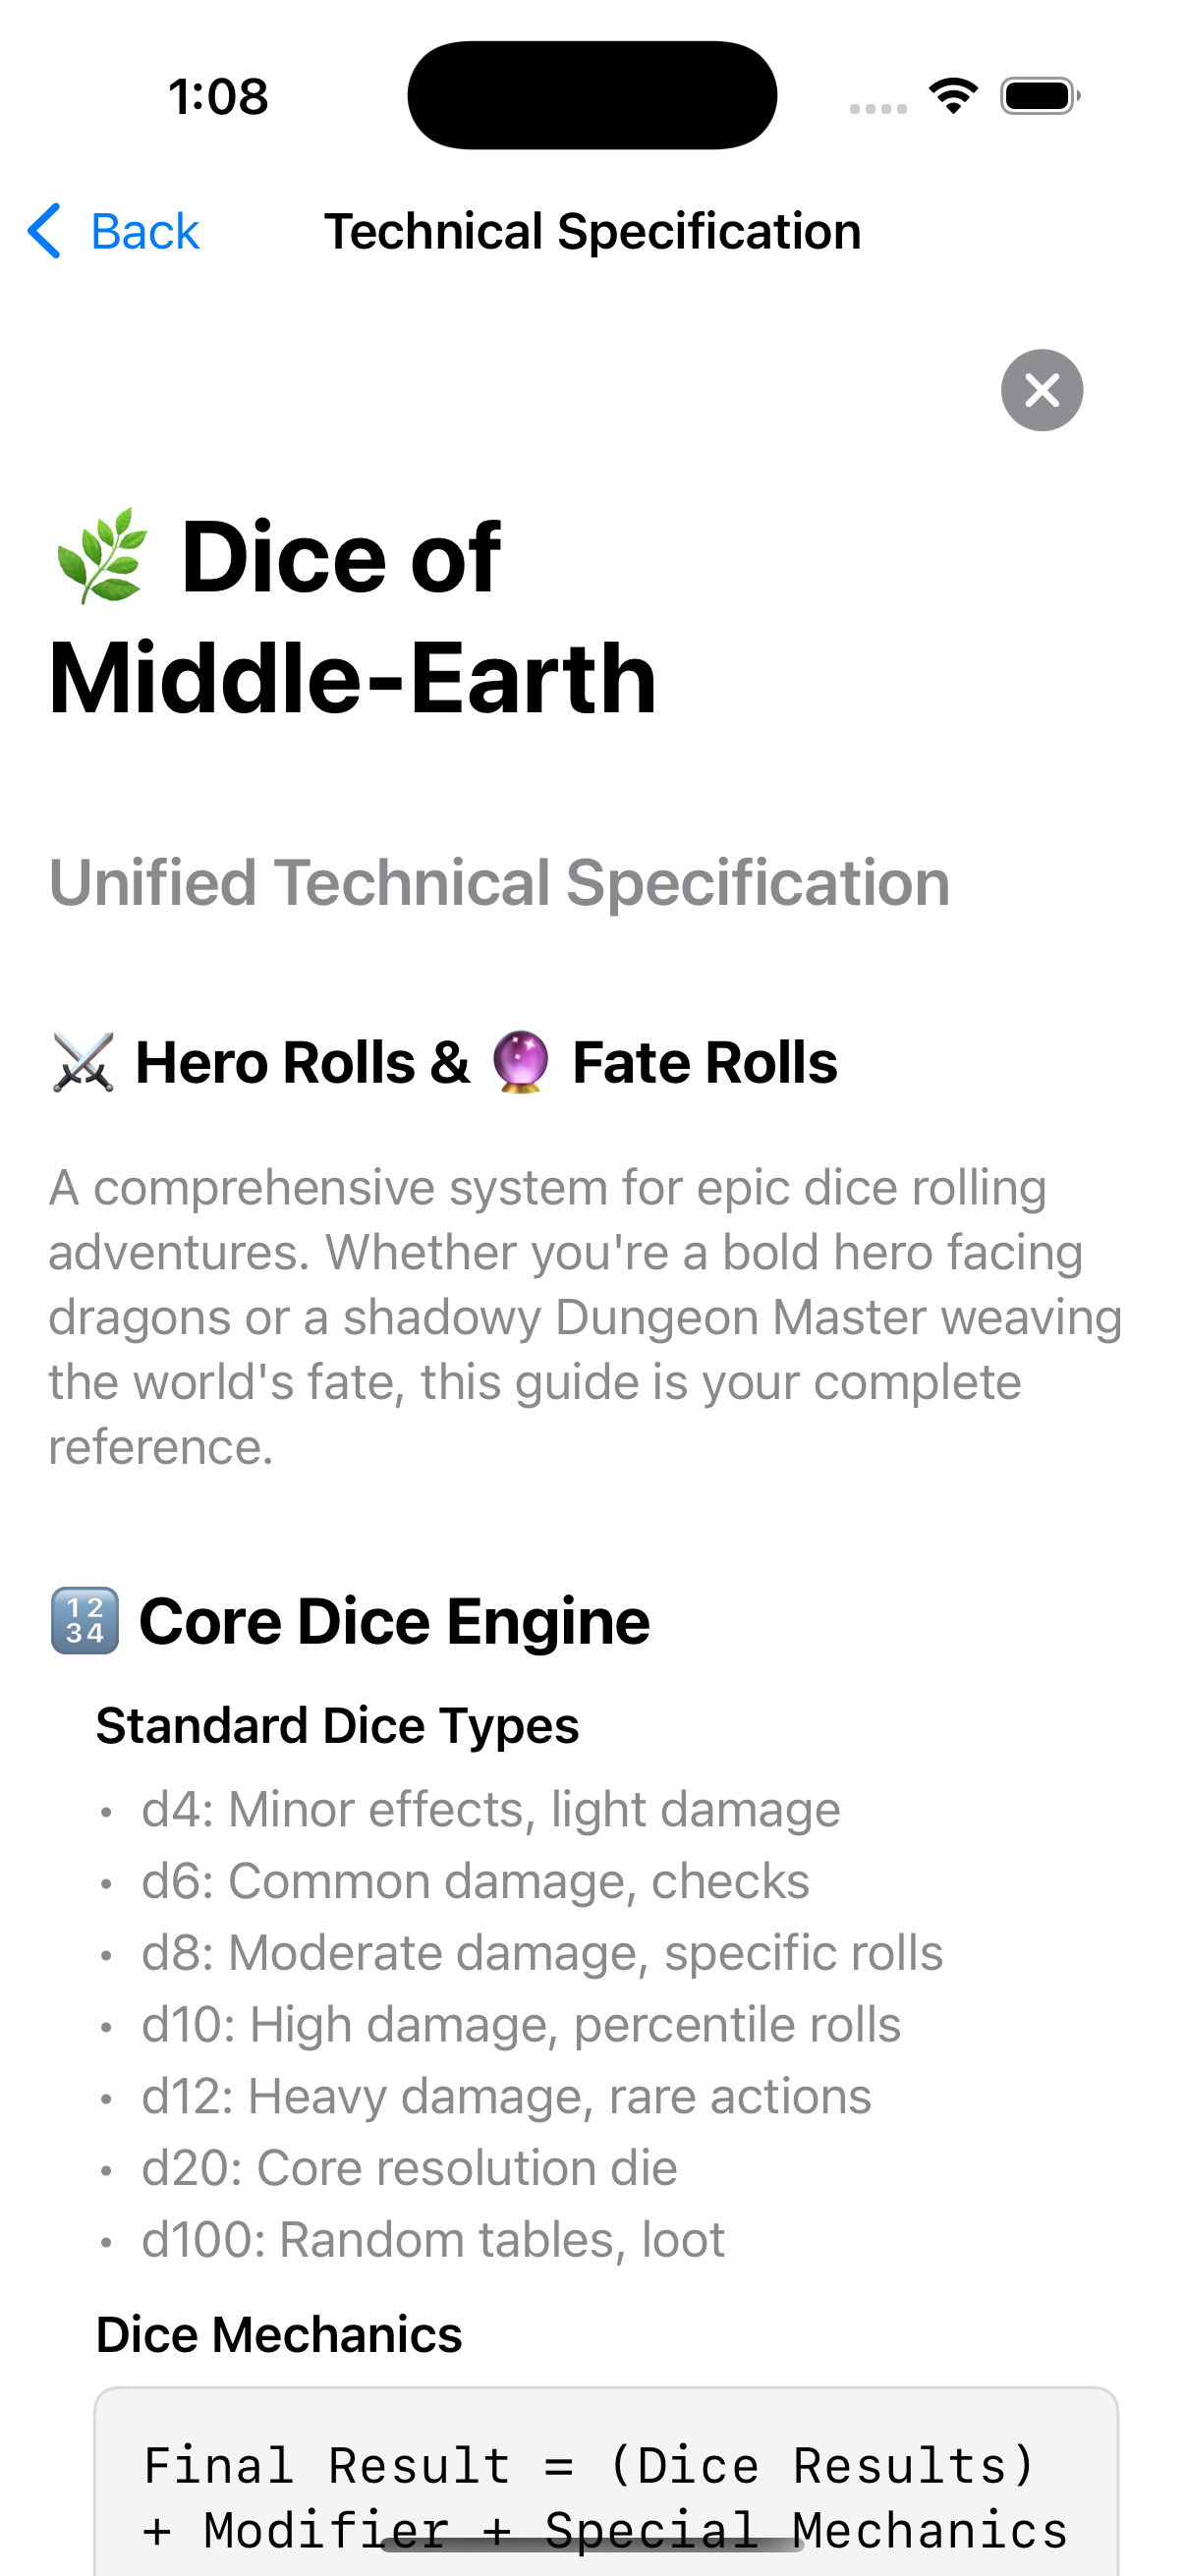 1:08
Back
Technical Specification
Dice of
Middle-Earth
Unified Technical Specification
Hero Rolls & Fate Rolls
A comprehensive system for epic dice rolling
adventures. Whether you're a bold hero facing
dragons or a shadowy Dungeon Master weaving
the world's fate, this guide is your complete
reference.
1 2
3 4
Core Dice Engine
Standard Dice Types
• d4: Minor effects, light damage
• d6: Common damage, checks
• d8: Moderate damage, specific rolls
• d10: High damage, percentile rolls
• d12: Heavy damage, rare actions
• d20: Core resolution die
• d100: Random tables, loot
Dice Mechanics
Final Result = (Dice Results)
+ Modifier + Special Mechanics